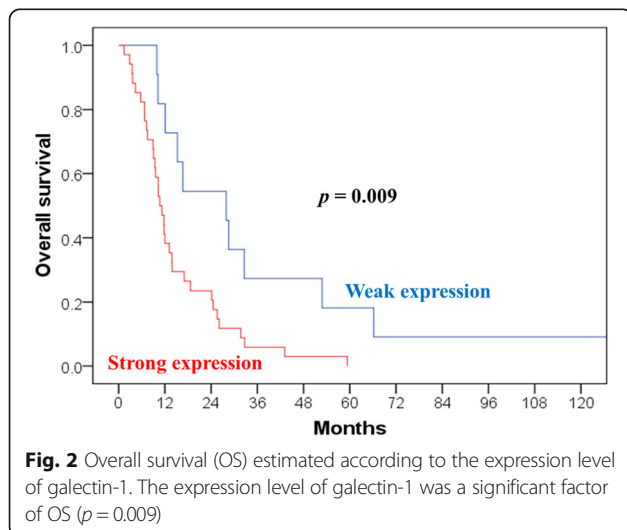 1.0
0.8
0.6
0.4
0.2
0.0
Overall survival
p = 0.009
Weak expression
Strong expression
0 12 24 36 48 60 72 84 96 108 120
Months
Fig. 2 Overall survival (OS) estimated according to the expression level
of galectin-1. The expression level of galectin-1 was a significant factor
of OS (p = 0.009)